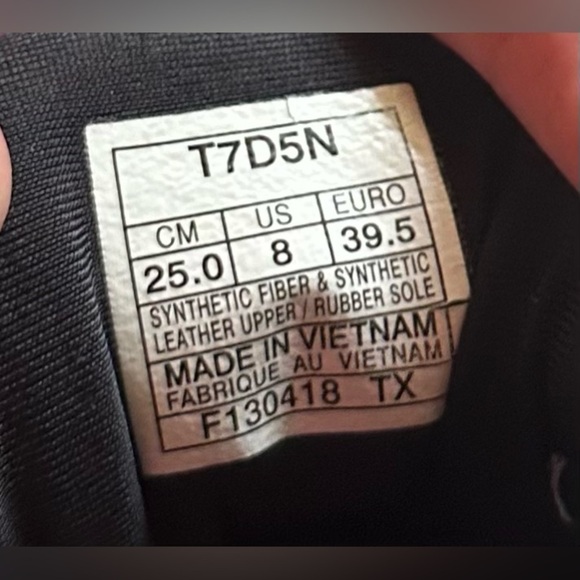 T7D5N
CM US EURO
25.0 8 39.5
SYNTHETIC FIBER & SYNTHETIC
LEATHER UPPER / RUBBER SOLE
MADE IN VIETNAM
FABRIQUE AU VIETNAM
F130418 TX